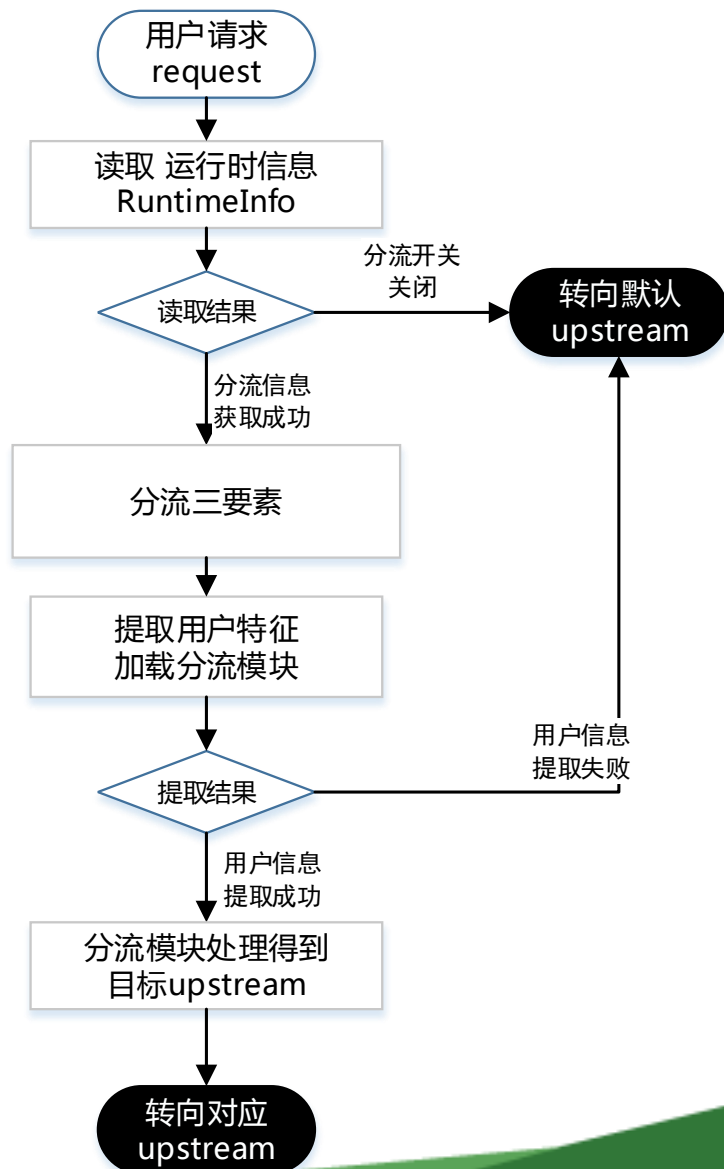 用户请求
request
读取 运行时信息
RuntimeInfo
分流开关
关闭
读取结果
转向默认
upstream
分流信息
获取成功
分流三要素
提取用户特征
加载分流模块
用户信息
提取失败
提取结果
用户信息
提取成功
分流模块处理得到
目标upstream
转向对应
upstream